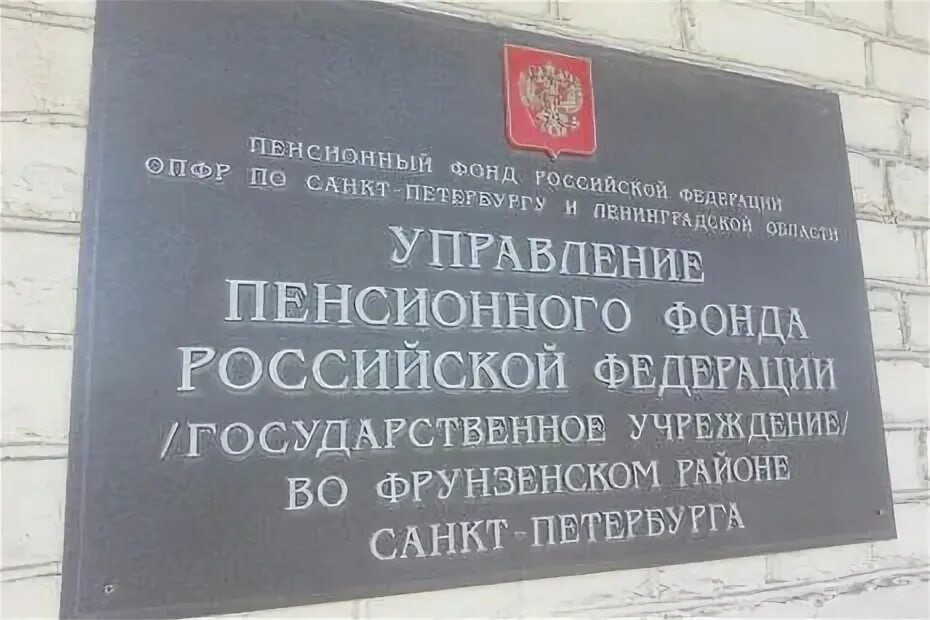 ПЕНСИОННЫЙ ФОНД РОССИЙСКОЙ ФЕДЕРАЦИИ
ОПФР ПО САНКТ-ПЕТЕРБУРГУ И ЛЕНИНГРАДСКОЙ ОБЛАСТИ
УПРАВЛЕНИЕ
ПЕНСИОННОГО ФОНДА
РОССИЙСКОЙ ФЕДЕРАЦИИ
/ГОСУДАРСТВЕННОЕ УЧРЕЖДЕНИЕ/
ВО ФРУНЗЕНСКОМ РАЙОНЕ
САНКТ-ПЕТЕРБУРГА